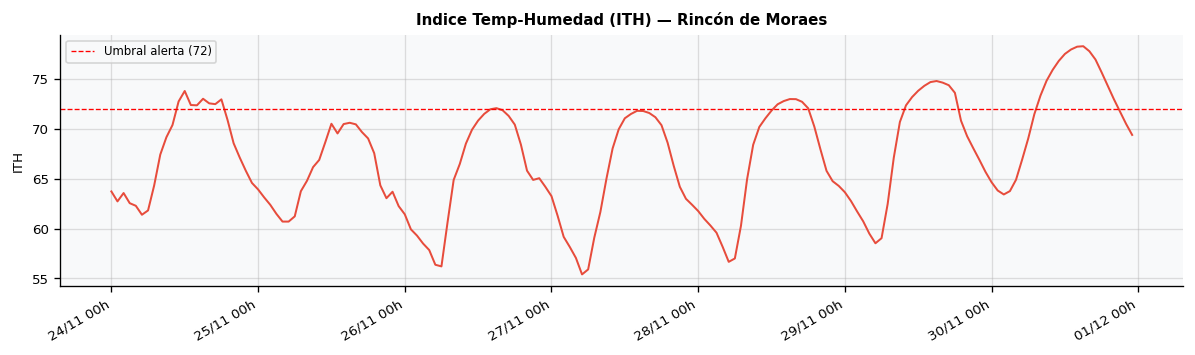 Indice Temp-Humedad (ITH) — Rincón de Moraes
Umbral alerta (72)
ITH
75
70
65
60
55
24/11 00h
25/11 00h
26/11 00h
27/11 00h
28/11 00h
29/11 00h
30/11 00h
01/12 00h